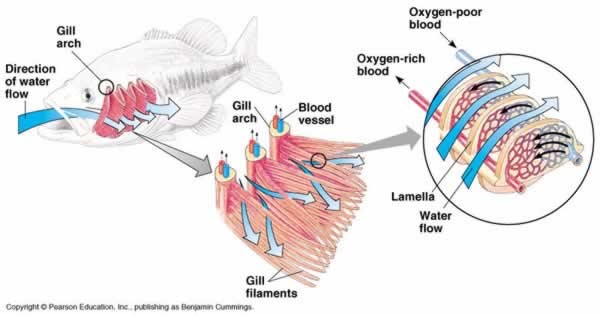 Gill
arch
Direction
of water
flow
Gill
arch
Blood
vessel
Gill
filaments
Oxygen-poor
blood
Oxygen-rich
blood
Lamella
Water
flow
Copyright © Pearson Education, Inc., publishing as Benjamin Cummings.